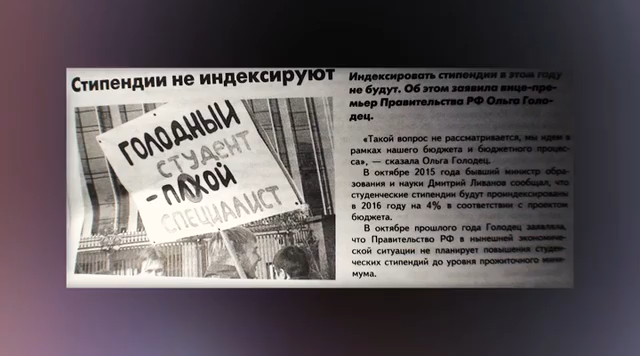 Стипендии не индексируют
ГОЛОДНЫЙ
СТУДЕНТ
-ПЛОХОЙ
СПЕЦИАЛИСТ
Индексировать стипендии в этом году
не будут. Об этом заявила вице-пре-
мьер Правительства РФ Ольга Голо-
дец.
«Такой вопрос не рассматривается, мы идем в
рамках нашего бюджета и бюджетного процес-
са», — сказала Ольга Голодец.
В октябре 2015 года бывший министр обра-
зования и науки Дмитрий Ливанов сообщал, что
студенческие стипендии будут проиндексированы
в 2016 году на 4% в соответствии с проектом
бюджета.
В октябре прошлого года Голодец заявляла,
что Правительство РФ в нынешней экономиче-
ской ситуации не планирует повышения студен-
ческих стипендий до уровня прожиточного мини-
мума.